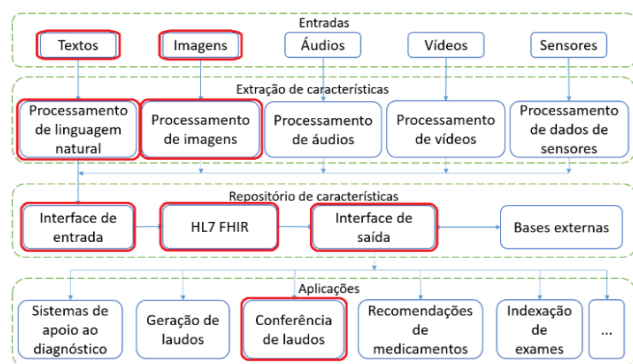 Entradas
Textos
Imagens
Áudios
Vídeos
Sensores
Extração de características
Processamento
de linguagem
natural
Processamento
de imagens
Processamento
de áudios
Processamento
de vídeos
Processamento
de dados de
sensores
Repositório de características
Interface de
entrada
HL7 FHIR
Interface de
saída
Bases externas
Aplicações
Sistemas de
apoio ao
diagnóstico
Geração de
laudos
Conferência
de laudos
Recomendações
de
medicamentos
Indexação
de
exames
...